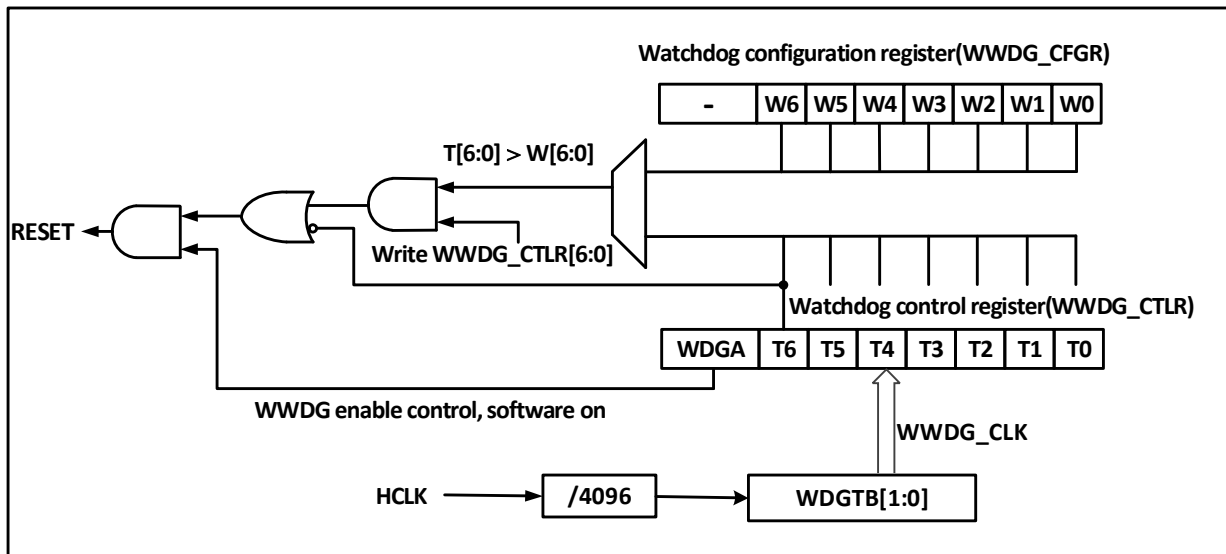 Watchdog configuration register(WWDG_CFGR)
- W6 W5 W4 W3 W2 W1 W0
T[6:0] > W[6:0]
RESET
Write WWDG_CTLR[6:0]
Watchdog control register(WWDG_CTLR)
WDGA T6 T5 T4 T3 T2 T1 T0
WWDG enable control, software on
WWDG_CLK
HCLK /4096 WDGTB[1:0]